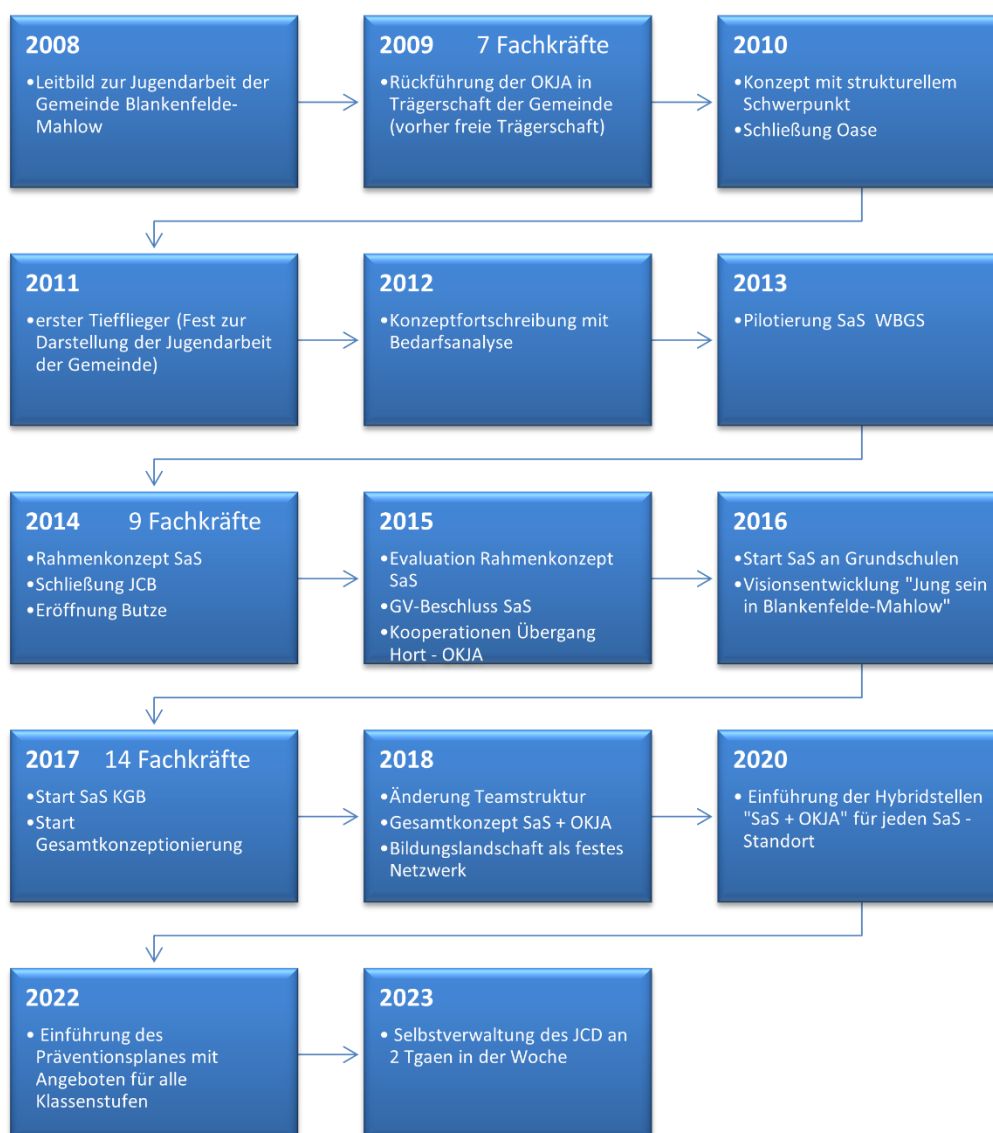 2008
•Leitbild zur Jugendarbeit der
Gemeinde Blankenfelde-
Mahlow
2009 7 Fachkräfte
•Rückführung der OKJA in
Trägerschaft der Gemeinde
(vorher freie Trägerschaft)
2010
•Konzept mit strukturellem
Schwerpunkt
•Schließung Oase
2011
•erster Tiefflieger (Fest zur
Darstellung der Jugendarbeit
der Gemeinde)
2012
•Konzeptfortschreibung mit
Bedarfsanalyse
2013
•Pilotierung SaS WBGS
2014 9 Fachkräfte
•Rahmenkonzept SaS
•Schließung JCB
•Eröffnung Butze
2015
•Evaluation Rahmenkonzept
SaS
•GV-Beschluss SaS
•Kooperationen Übergang
Hort - OKJA
2016
•Start SaS an Grundschulen
•Visionsentwicklung "Jung sein
in Blankenfelde-Mahlow"
2017 14 Fachkräfte
•Start SaS KGB
•Start
Gesamtkonzeptionierung
2018
•Änderung Teamstruktur
•Gesamtkonzept SaS + OKJA
•Bildungslandschaft als festes
Netzwerk
2020
• Einführung der Hybridstellen
"SaS + OKJA" für jeden SaS -
Standort
2022
• Einführung des
Präventionsplanes mit
Angeboten für alle
Klassenstufen
2023
• Selbstverwaltung des JCD an
2 Tgaen in der Woche